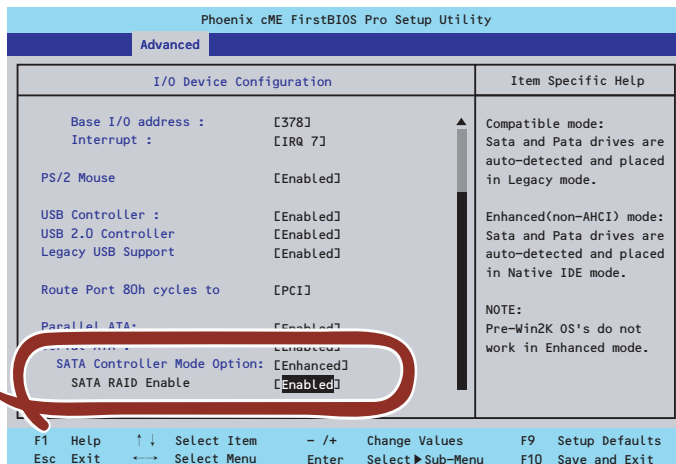 Phoenix cME FirstBIOS Pro Setup Utility
Advanced
I/O Device Configuration
Item Specific Help
Base I/O address : [378]
Interrupt : [IRQ 7]
PS/2 Mouse [Enabled]
USB Controller : [Enabled]
USB 2.0 Controller [Enabled]
Legacy USB Support [Enabled]
Route Port 80h cycles to [PCI]
Parallel ATA: [Enabled]
Serial ATA : [Enabled]
SATA Controller Mode Option: [Enhanced]
SATA RAID Enable [Enabled]
Compatible mode:
Sata and Pata drives are
auto-detected and placed
in Legacy mode.
Enhanced(non-AHCI) mode:
Sata and Pata drives are
auto-detected and placed
in Native IDE mode.
NOTE:
Pre-Win2K OS's do not
work in Enhanced mode.
F1 Help ↑↓ Select Item – /+ Change Values F9 Setup Defaults
Esc Exit ←→ Select Menu Enter Select▶Sub-Menu F10 Save and Exit